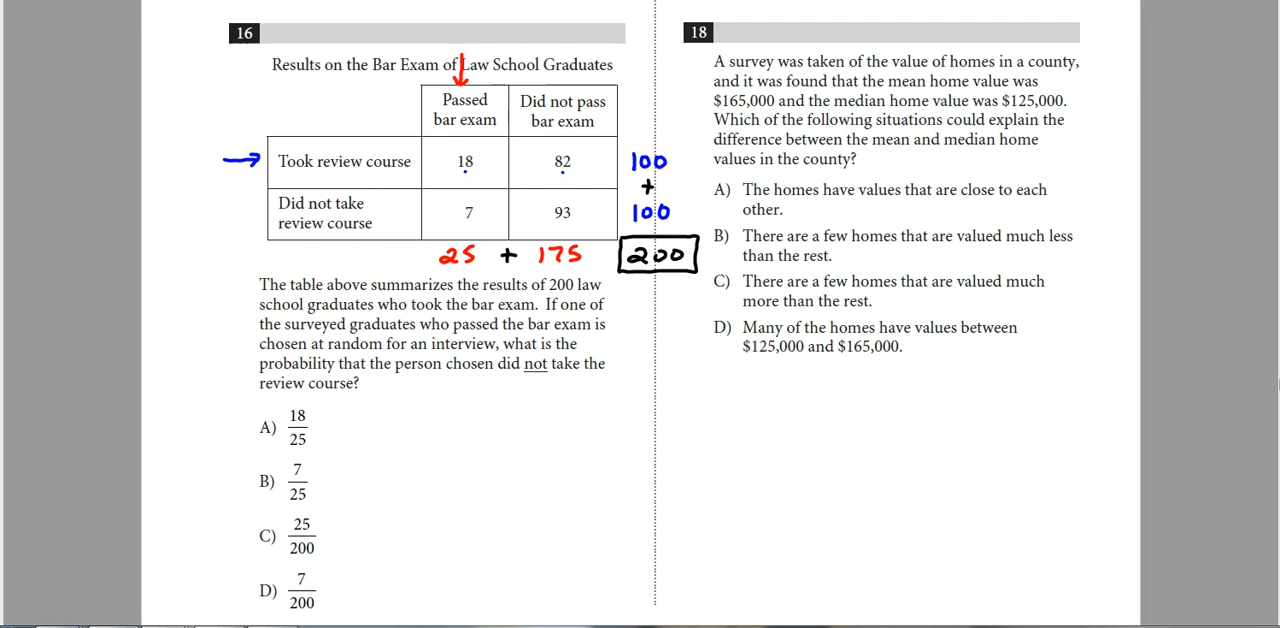 16
Results on the Bar Exam of Law School Graduates
Passed bar exam
Did not pass bar exam
Took review course 18 82 100
+
Did not take review course 7 93 100
25 + 175 200
The table above summarizes the results of 200 law
school graduates who took the bar exam. If one of
the surveyed graduates who passed the bar exam is
chosen at random for an interview, what is the
probability that the person chosen did not take the
review course?
A) 18/25
B) 7/25
C) 25/200
D) 7/200
18
A survey was taken of the value of homes in a county,
and it was found that the mean home value was
$165,000 and the median home value was $125,000.
Which of the following situations could explain the
difference between the mean and median home
values in the county?
A) The homes have values that are close to each
other.
B) There are a few homes that are valued much less
than the rest.
C) There are a few homes that are valued much
more than the rest.
D) Many of the homes have values between
$125,000 and $165,000.